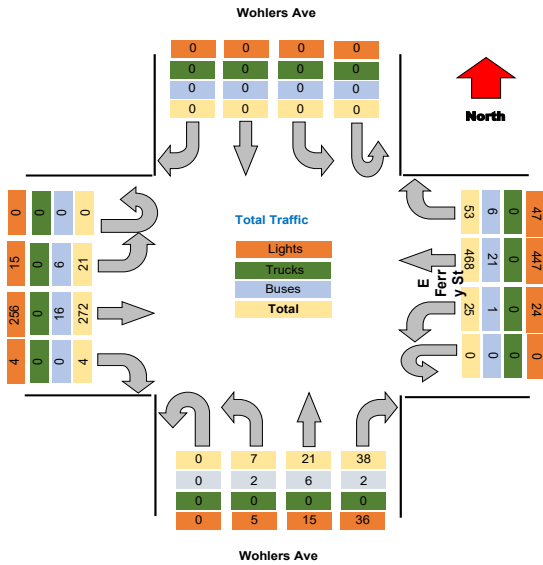 Wohlers Ave
0 0 0 0
0 0 0 0
0 0 0 0
0 0 0 0
North
0 0 0 0
15 0 6 21
256 0 16 272
4 0 0 4
Total Traffic
Lights
Trucks
Buses
Total
53 6 0 47
468 21 0 447
25 1 0 24
0 0 0 0
E
Ferr
y St
0 7 21 38
0 2 6 2
0 0 0 0
0 5 15 36
Wohlers Ave